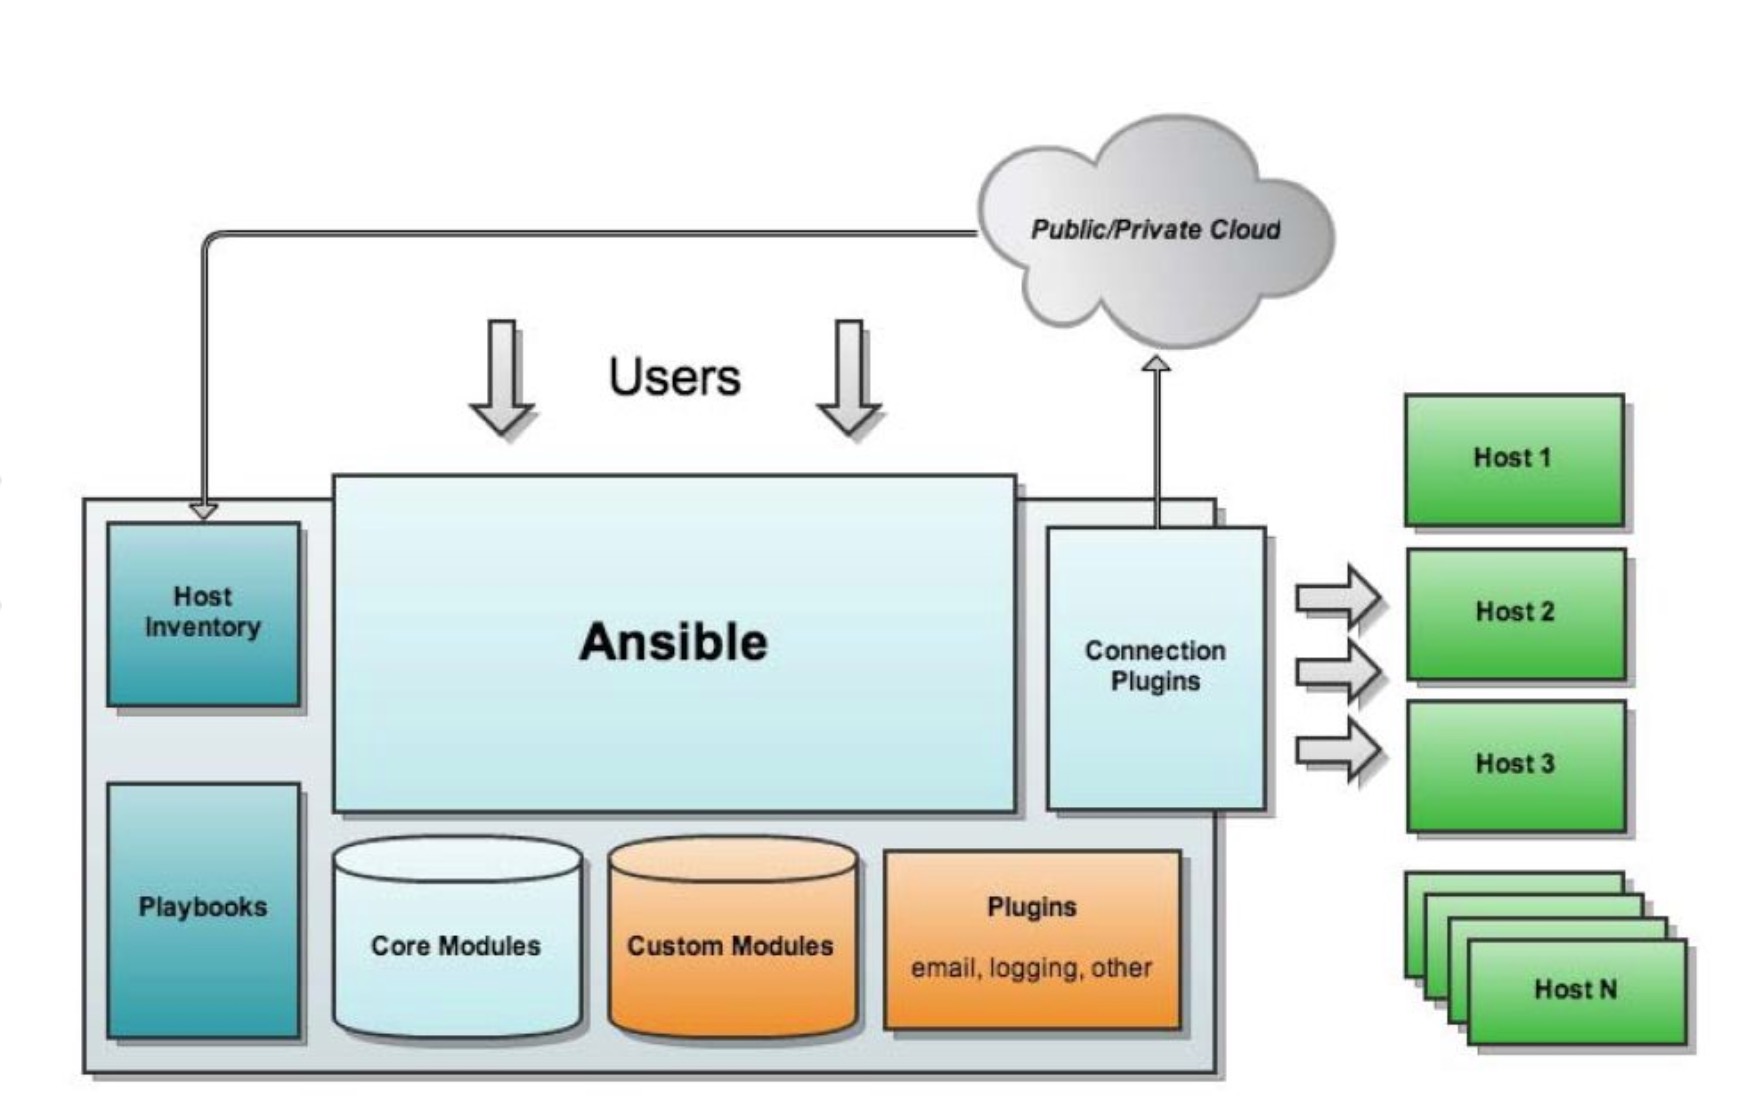 Public/Private Cloud
Users
Host 1
Host
Inventory
Ansible
Connection
Plugins
Host 2
Host 3
Playbooks
Core Modules
Custom Modules
Plugins
email, logging, other
Host N